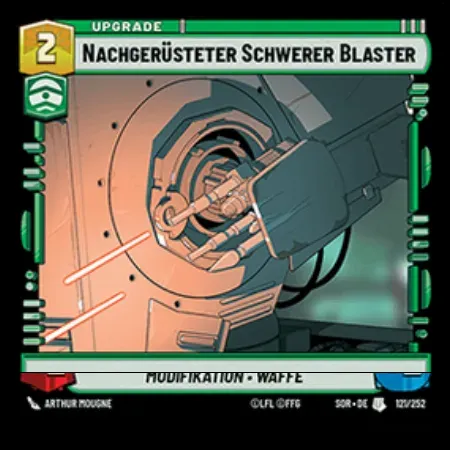 UPGRADE
2
NACHGERÜSTETER SCHWERER BLASTER
MODIFIKATION • WAFFE
ARTHUR MOUGNE
©LFL ©FFG
SOR • DE
121/252